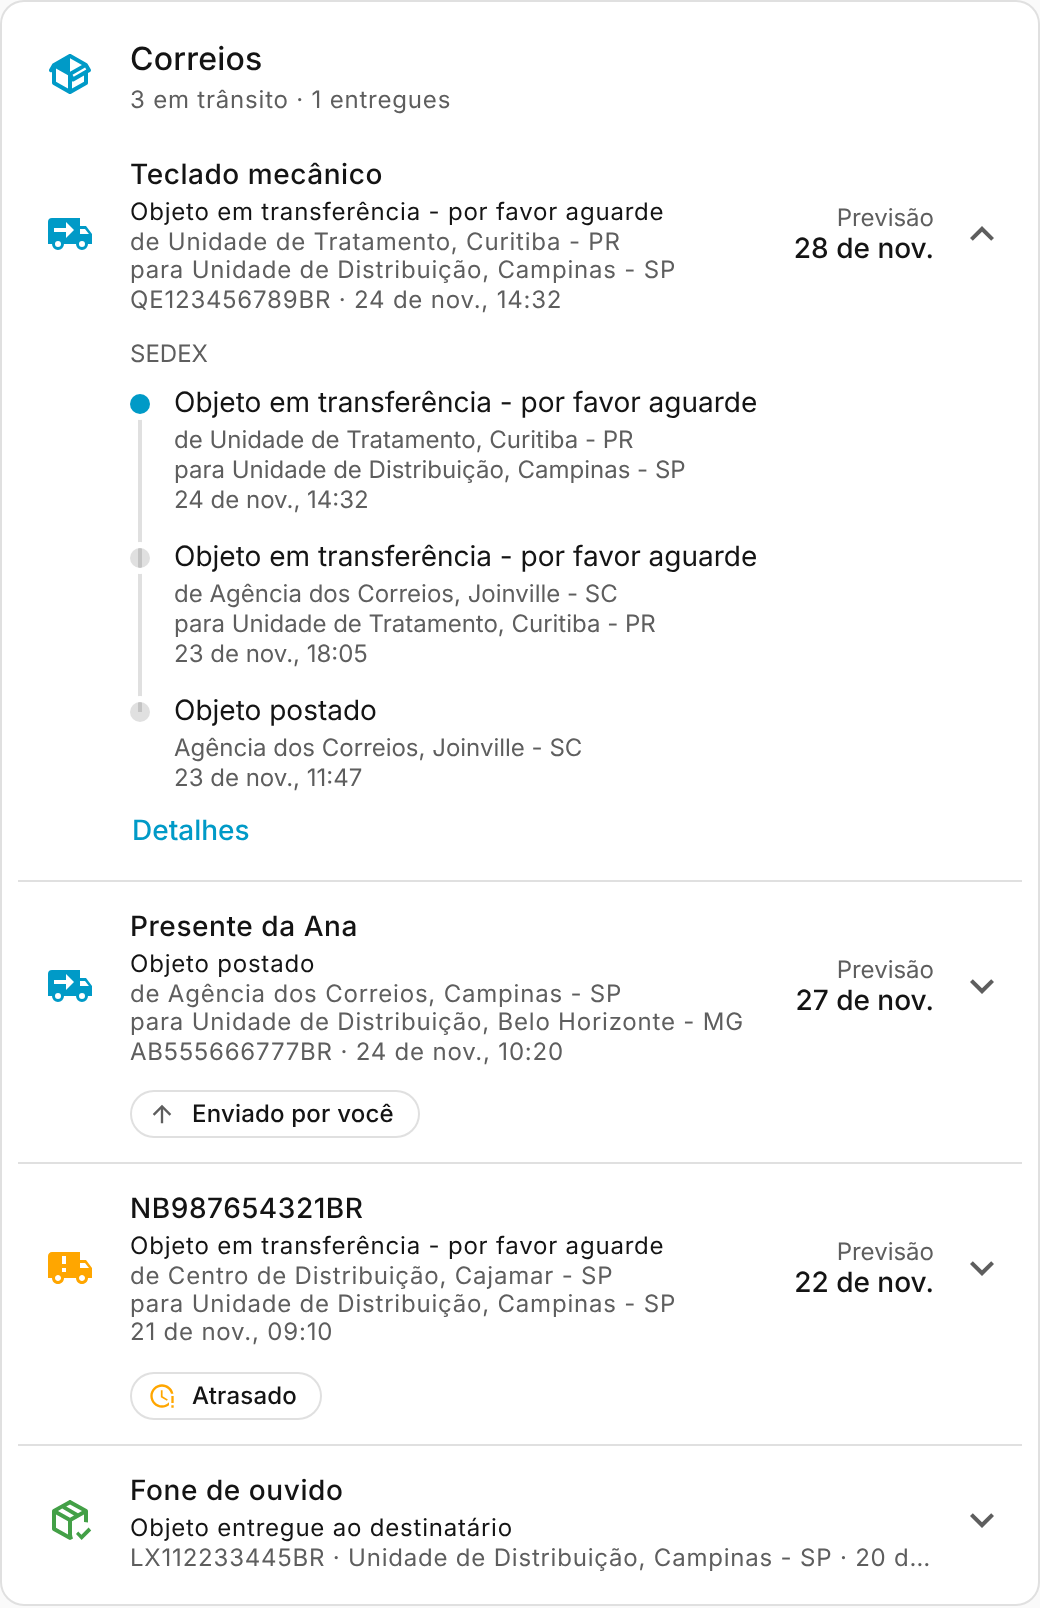 Correios
3 em trânsito · 1 entregues
Teclado mecânico
Objeto em transferência - por favor aguarde
de Unidade de Tratamento, Curitiba - PR
para Unidade de Distribuição, Campinas - SP
QE123456789BR · 24 de nov., 14:32
Previsão
28 de nov.
SEDEX
Objeto em transferência - por favor aguarde
de Unidade de Tratamento, Curitiba - PR
para Unidade de Distribuição, Campinas - SP
24 de nov., 14:32
Objeto em transferência - por favor aguarde
de Agência dos Correios, Joinville - SC
para Unidade de Tratamento, Curitiba - PR
23 de nov., 18:05
Objeto postado
Agência dos Correios, Joinville - SC
23 de nov., 11:47
Detalhes
Presente da Ana
Objeto postado
de Agência dos Correios, Campinas - SP
para Unidade de Distribuição, Belo Horizonte - MG
AB555666777BR · 24 de nov., 10:20
Previsão
27 de nov.
Enviado por você
NB987654321BR
Objeto em transferência - por favor aguarde
de Centro de Distribuição, Cajamar - SP
para Unidade de Distribuição, Campinas - SP
21 de nov., 09:10
Previsão
22 de nov.
Atrasado
Fone de ouvido
Objeto entregue ao destinatário
LX112233445BR · Unidade de Distribuição, Campinas - SP · 20 d...